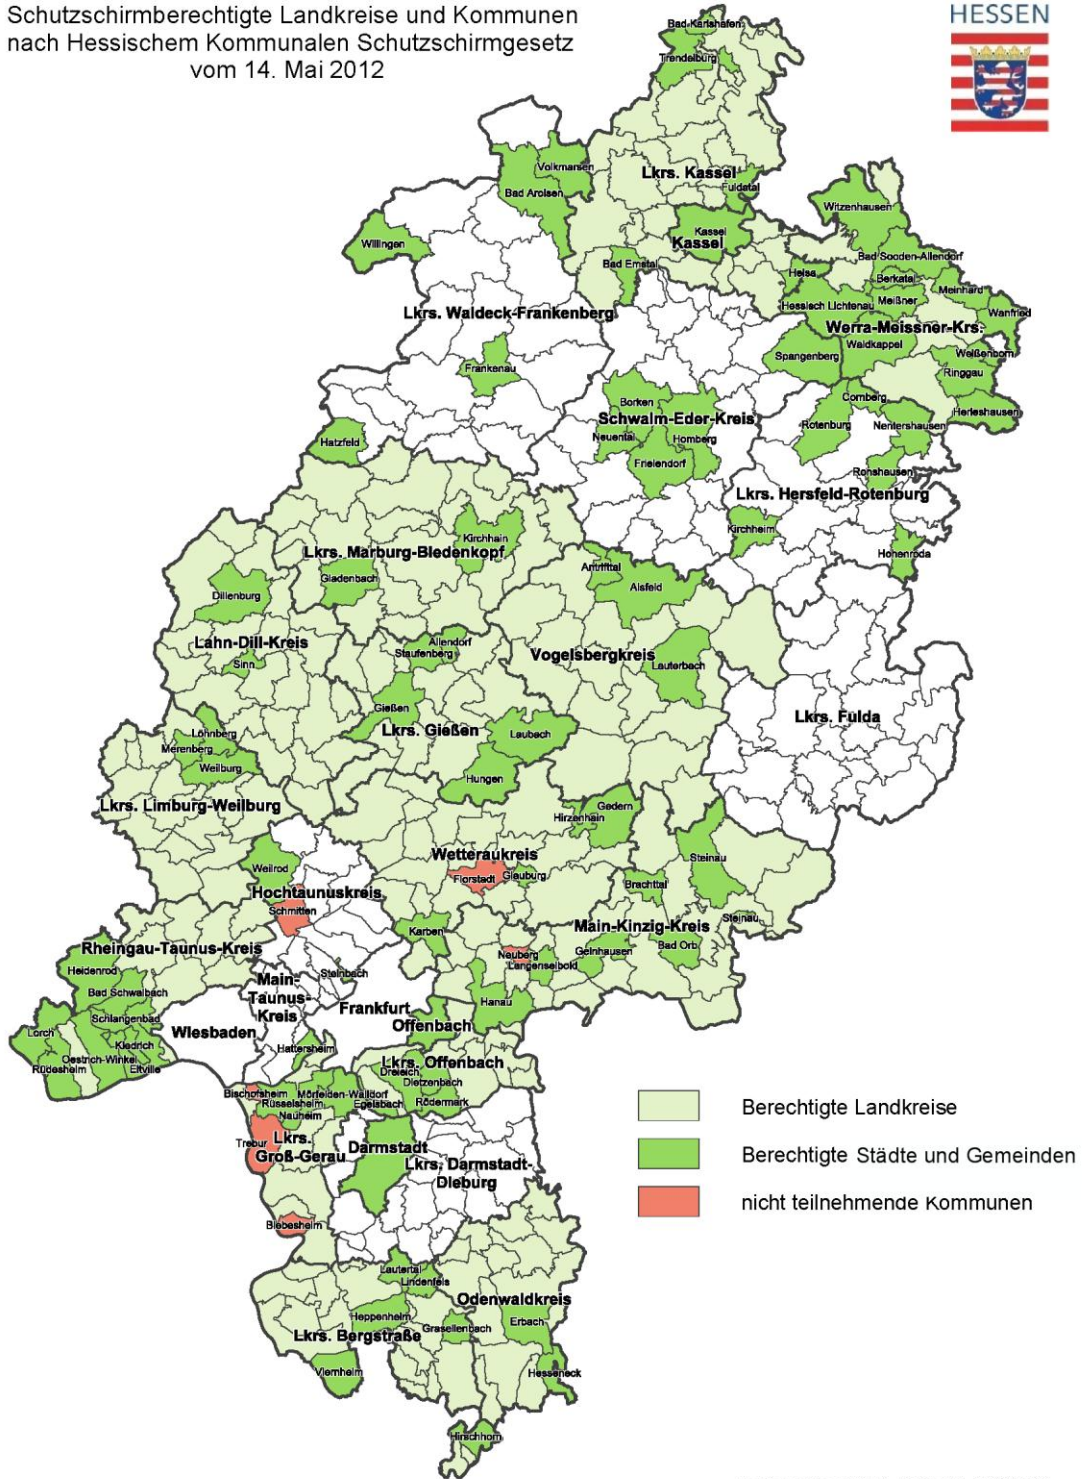 Schutzschirmberechtigte Landkreise und Kommunen
nach Hessischem Kommunalen Schutzschirmgesetz
vom 14. Mai 2012
HESSEN
Bad Karlshafen
Trendelburg
Volkmarsen
Lkrs. Kassel
Bad Arolsen
Fuldatal
Witzenhausen
Willingen
Kassel
Kassel
Bad Sooden-Allendorf
Bad Emstal
Helsa
Berkatal
Meinhard
Hessisch Lichtenau
Meißner
Wanfried
Lkrs. Waldeck-Frankenberg
Werra-Meissner-Krs.
Waldkappel
Spangenberg
Weißenborn
Frankenau
Ringgau
Cornberg
Borken
Herleshausen
Schwalm-Eder-Kreis
Rotenburg
Nentershausen
Hatzfeld
Neuental
Homberg
Frielendorf
Ronshausen
Lkrs. Hersfeld-Rotenburg
Kirchheim
Kirchhain
Lkrs. Marburg-Biedenkopf
Hohenroda
Antrifttal
Gladenbach
Alsfeld
Dillenburg
Lahn-Dill-Kreis
Allendorf
Staufenberg
Vogelsbergkreis
Sinn
Lauterbach
Gießen
Lkrs. Fulda
Löhnberg
Lkrs. Gießen
Laubach
Merenberg
Weilburg
Hungen
Lkrs. Limburg-Weilburg
Gedern
Hirzenhain
Wetteraukreis
Steinau
Weilrod
Florstadt
Glauburg
Brachttal
Hochtaunuskreis
Schmitten
Steinau
Main-Kinzig-Kreis
Karben
Rheingau-Taunus-Kreis
Bad Orb
Neuberg
Gelnhausen
Langenselbold
Heidenrod
Steinbach
Main-
Taunus-
Kreis
Bad Schwalbach
Hanau
Frankfurt
Schlangenbad
Offenbach
Wiesbaden
Lorch
Kiedrich
Hattersheim
Oestrich-Winkel
Rüdesheim
Eltville
Lkrs. Offenbach
Dreieich
Dietzenbach
Bischofsheim
Mörfelden-Walldorf
Rüsselsheim
Egelsbach
Rödermark
Nauheim
Berechtigte Landkreise
Trebur
Lkrs.
Groß-Gerau
Darmstadt
Berechtigte Städte und Gemeinden
Lkrs. Darmstadt-
Dieburg
nicht teilnehmende Kommunen
Biebesheim
Lautertal
Lindenfels
Odenwaldkreis
Heppenheim
Erbach
Grasellenbach
Lkrs. Bergstraße
Viernheim
Hesseneck
Hirschhorn